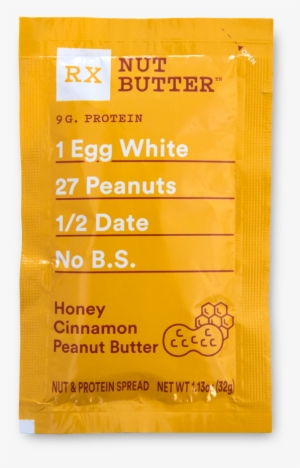 RX
NUT
BUTTER™
9G. PROTEIN
1 Egg White
27 Peanuts
1/2 Date
No B.S.
Honey
Cinnamon
Peanut Butter
NUT & PROTEIN SPREAD NET WT 1.13oz (32g)